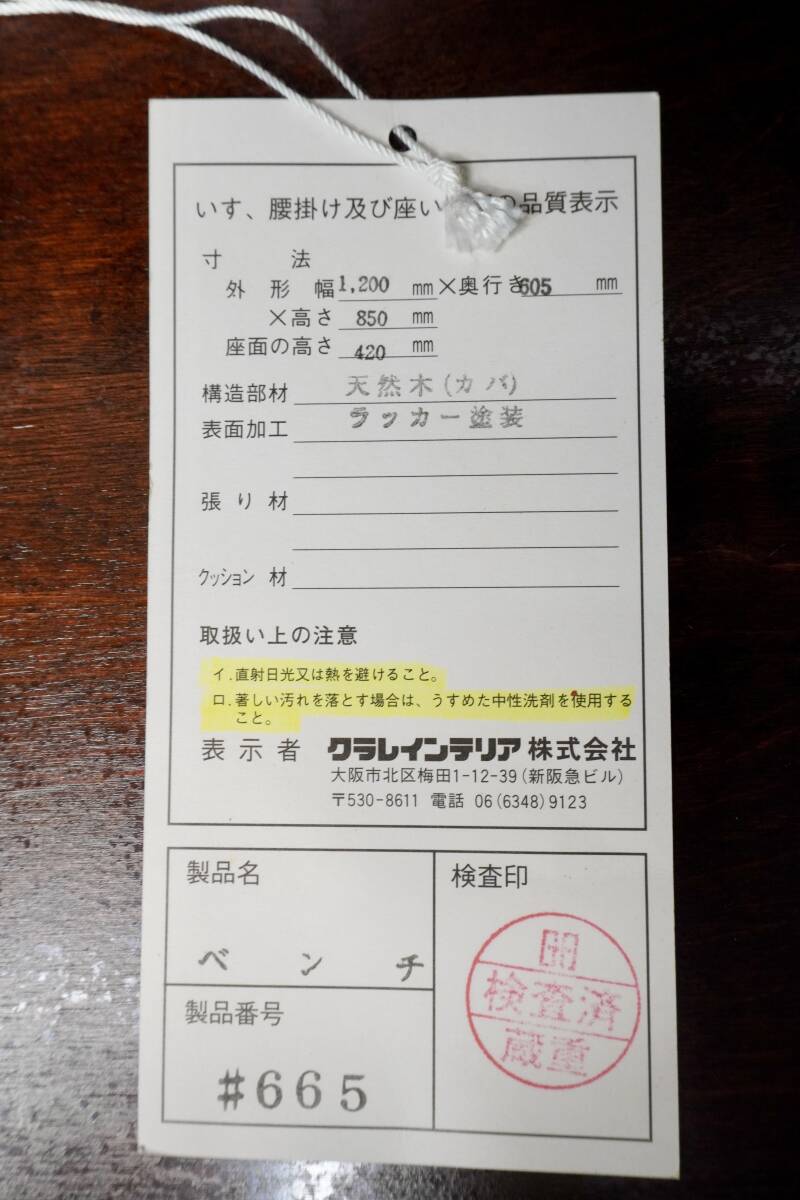 いす、腰掛け及び座い の品質表示
寸 法
外形幅 1,200 mm×奥行き 605 mm
×高さ 850 mm
座面の高さ 420 mm
構造部材 天然木(カバ)
表面加工 ラッカー塗装
張り材
クッション材
取扱い上の注意
イ.直射日光又は熱を避けること。
ロ.著しい汚れを落とす場合は、うすめた中性洗剤を使用する
こと。
表示者 クラレインテリア株式会社
大阪市北区梅田1-12-39(新阪急ビル)
〒530-8611 電話 06(6348)9123
製品名
ベンチ
製品番号
#665
検査印
検査済
蔵重